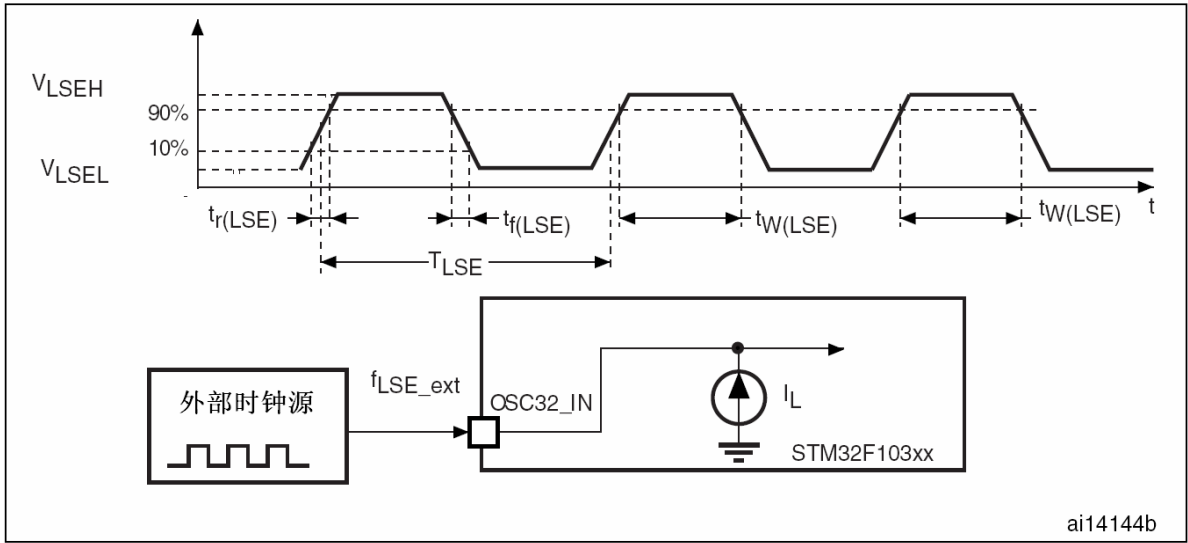 VLSEH
90%
10%
VLSEL
tr(LSE)
tf(LSE)
tW(LSE)
tW(LSE)
t
TLSE
外部时钟源
fLSE_ext
OSC32_IN
IL
STM32F103xx
ai14144b